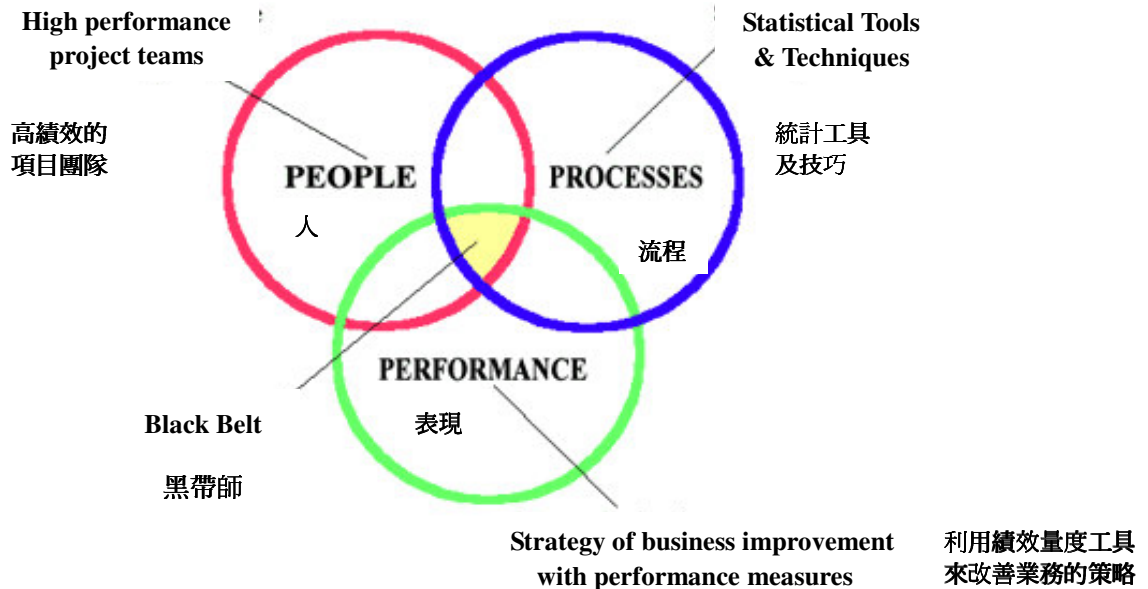 High performance
project teams
高績效的
項目團隊
Statistical Tools
& Techniques
統計工具
及技巧
PEOPLE
人
PROCESSES
流程
PERFORMANCE
表現
Black Belt
黑帶師
Strategy of business improvement
with performance measures
利用績效量度工具
來改善業務的策略